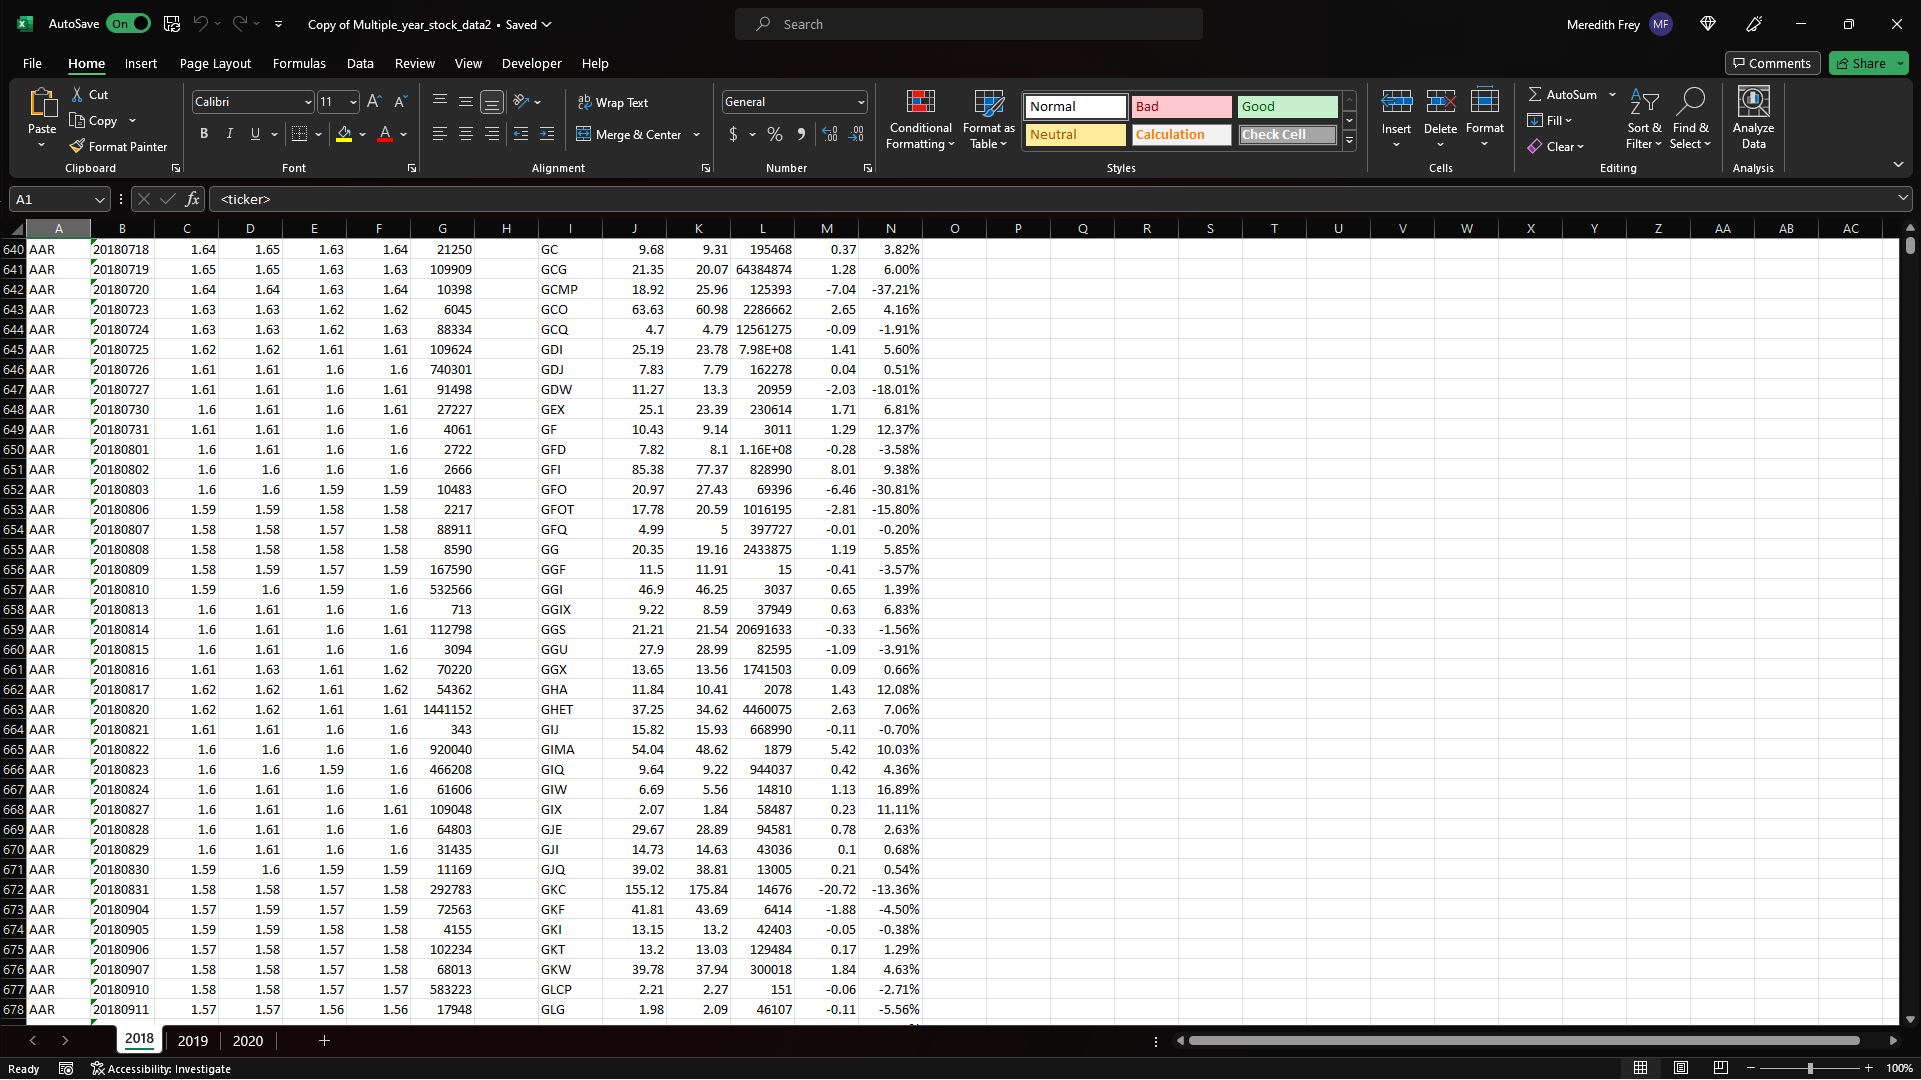 AutoSave On Copy of Multiple_year_stock_data2 • Saved Search Meredith Frey MF
File Home Insert Page Layout Formulas Data Review View Developer Help Comments Share
Paste Cut Copy Format Painter Clipboard
Calibri 11 B I U A A A Font
ab Wrap Text Merge & Center Alignment
General $ % Number
Conditional Formatting Format as Table
Normal Bad Good
Neutral Calculation Check Cell
Styles
Insert Delete Format Cells
AutoSum Fill Clear Sort & Filter Find & Select Editing
Analyze Data Analysis
A1 fx <ticker>
A B C D E F G H I J K L M N O P Q R S T U V W X Y Z AA AB AC
640 AAR 20180718 1.64 1.65 1.63 1.64 21250 GC 9.68 9.31 195468 0.37 3.82%
641 AAR 20180719 1.65 1.65 1.63 1.63 109909 GCG 21.35 20.07 64384874 1.28 6.00%
642 AAR 20180720 1.64 1.64 1.63 1.64 10398 GCMP 18.92 25.96 125393 -7.04 -37.21%
643 AAR 20180723 1.63 1.63 1.62 1.62 6045 GCO 63.63 60.98 2286662 2.65 4.16%
644 AAR 20180724 1.63 1.63 1.62 1.63 88334 GCQ 4.7 4.79 12561275 -0.09 -1.91%
645 AAR 20180725 1.62 1.62 1.61 1.61 109624 GDI 25.19 23.78 7.98E+08 1.41 5.60%
646 AAR 20180726 1.61 1.61 1.6 1.6 740301 GDJ 7.83 7.79 162278 0.04 0.51%
647 AAR 20180727 1.61 1.61 1.6 1.61 91498 GDW 11.27 13.3 20959 -2.03 -18.01%
648 AAR 20180730 1.6 1.61 1.6 1.61 27227 GEX 25.1 23.39 230614 1.71 6.81%
649 AAR 20180731 1.61 1.61 1.6 1.6 4061 GF 10.43 9.14 3011 1.29 12.37%
650 AAR 20180801 1.6 1.61 1.6 1.6 2722 GFD 7.82 8.1 1.16E+08 -0.28 -3.58%
651 AAR 20180802 1.6 1.6 1.6 1.6 2666 GFI 85.38 77.37 828990 8.01 9.38%
652 AAR 20180803 1.6 1.6 1.59 1.59 10483 GFO 20.97 27.43 69396 -6.46 -30.81%
653 AAR 20180806 1.59 1.59 1.58 1.58 2217 GFOT 17.78 20.59 1016195 -2.81 -15.80%
654 AAR 20180807 1.58 1.58 1.57 1.58 88911 GFQ 4.99 5 397727 -0.01 -0.20%
655 AAR 20180808 1.58 1.58 1.58 1.58 8590 GG 20.35 19.16 2433875 1.19 5.85%
656 AAR 20180809 1.58 1.59 1.57 1.59 167590 GGF 11.5 11.91 15 -0.41 -3.57%
657 AAR 20180810 1.59 1.6 1.59 1.6 532566 GGI 46.9 46.25 3037 0.65 1.39%
658 AAR 20180813 1.6 1.61 1.6 1.6 713 GGIX 9.22 8.59 37949 0.63 6.83%
659 AAR 20180814 1.6 1.61 1.6 1.61 112798 GGS 21.21 21.54 20691633 -0.33 -1.56%
660 AAR 20180815 1.6 1.61 1.6 1.6 3094 GGU 27.9 28.99 82595 -1.09 -3.91%
661 AAR 20180816 1.61 1.63 1.61 1.62 70220 GGX 13.65 13.56 1741503 0.09 0.66%
662 AAR 20180817 1.62 1.62 1.61 1.62 54362 GHA 11.84 10.41 2078 1.43 12.08%
663 AAR 20180820 1.62 1.62 1.61 1.61 1441152 GHET 37.25 34.62 4460075 2.63 7.06%
664 AAR 20180821 1.61 1.61 1.6 1.6 343 GIJ 15.82 15.93 668990 -0.11 -0.70%
665 AAR 20180822 1.6 1.6 1.6 1.6 920040 GIMA 54.04 48.62 1879 5.42 10.03%
666 AAR 20180823 1.6 1.6 1.59 1.6 466208 GIQ 9.64 9.22 944037 0.42 4.36%
667 AAR 20180824 1.6 1.61 1.6 1.6 61606 GIW 6.69 5.56 14810 1.13 16.89%
668 AAR 20180827 1.6 1.61 1.6 1.61 109048 GIX 2.07 1.84 58487 0.23 11.11%
669 AAR 20180828 1.6 1.61 1.6 1.6 64803 GJE 29.67 28.89 94581 0.78 2.63%
670 AAR 20180829 1.6 1.61 1.6 1.6 31435 GJI 14.73 14.63 43036 0.1 0.68%
671 AAR 20180830 1.59 1.6 1.59 1.59 11169 GJQ 39.02 38.81 13005 0.21 0.54%
672 AAR 20180831 1.58 1.58 1.57 1.58 292783 GKC 155.12 175.84 14676 -20.72 -13.36%
673 AAR 20180904 1.57 1.59 1.57 1.59 72563 GKF 41.81 43.69 6414 -1.88 -4.50%
674 AAR 20180905 1.59 1.59 1.58 1.58 4155 GKI 13.15 13.2 42403 -0.05 -0.38%
675 AAR 20180906 1.57 1.58 1.57 1.58 102234 GKT 13.2 13.03 129484 0.17 1.29%
676 AAR 20180907 1.58 1.58 1.57 1.58 68013 GKW 39.78 37.94 300018 1.84 4.63%
677 AAR 20180910 1.58 1.58 1.57 1.57 583223 GLCP 2.21 2.27 151 -0.06 -2.71%
678 AAR 20180911 1.57 1.57 1.56 1.56 17948 GLG 1.98 2.09 46107 -0.11 -5.56%
2018 2019 2020
Ready Accessibility: Investigate 100%